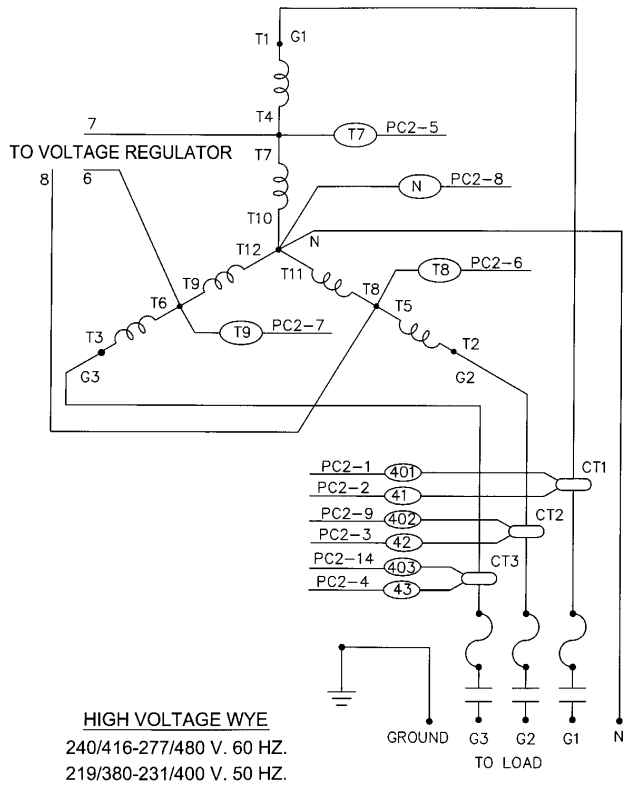 T1 G1
T4
7
T7 PC2-5
TO VOLTAGE REGULATOR
T7
8 6
N PC2-8
T10
T12 N
T11
T9
T8 PC2-6
T8
T6
T5
T9 PC2-7
T3
T2
G3
G2
PC2-1 401
CT1
PC2-2 41
PC2-9 402
CT2
PC2-3 42
PC2-14 403
CT3
PC2-4 43
GROUND G3 G2 G1 N
TO LOAD
HIGH VOLTAGE WYE
240/416-277/480 V. 60 HZ.
219/380-231/400 V. 50 HZ.